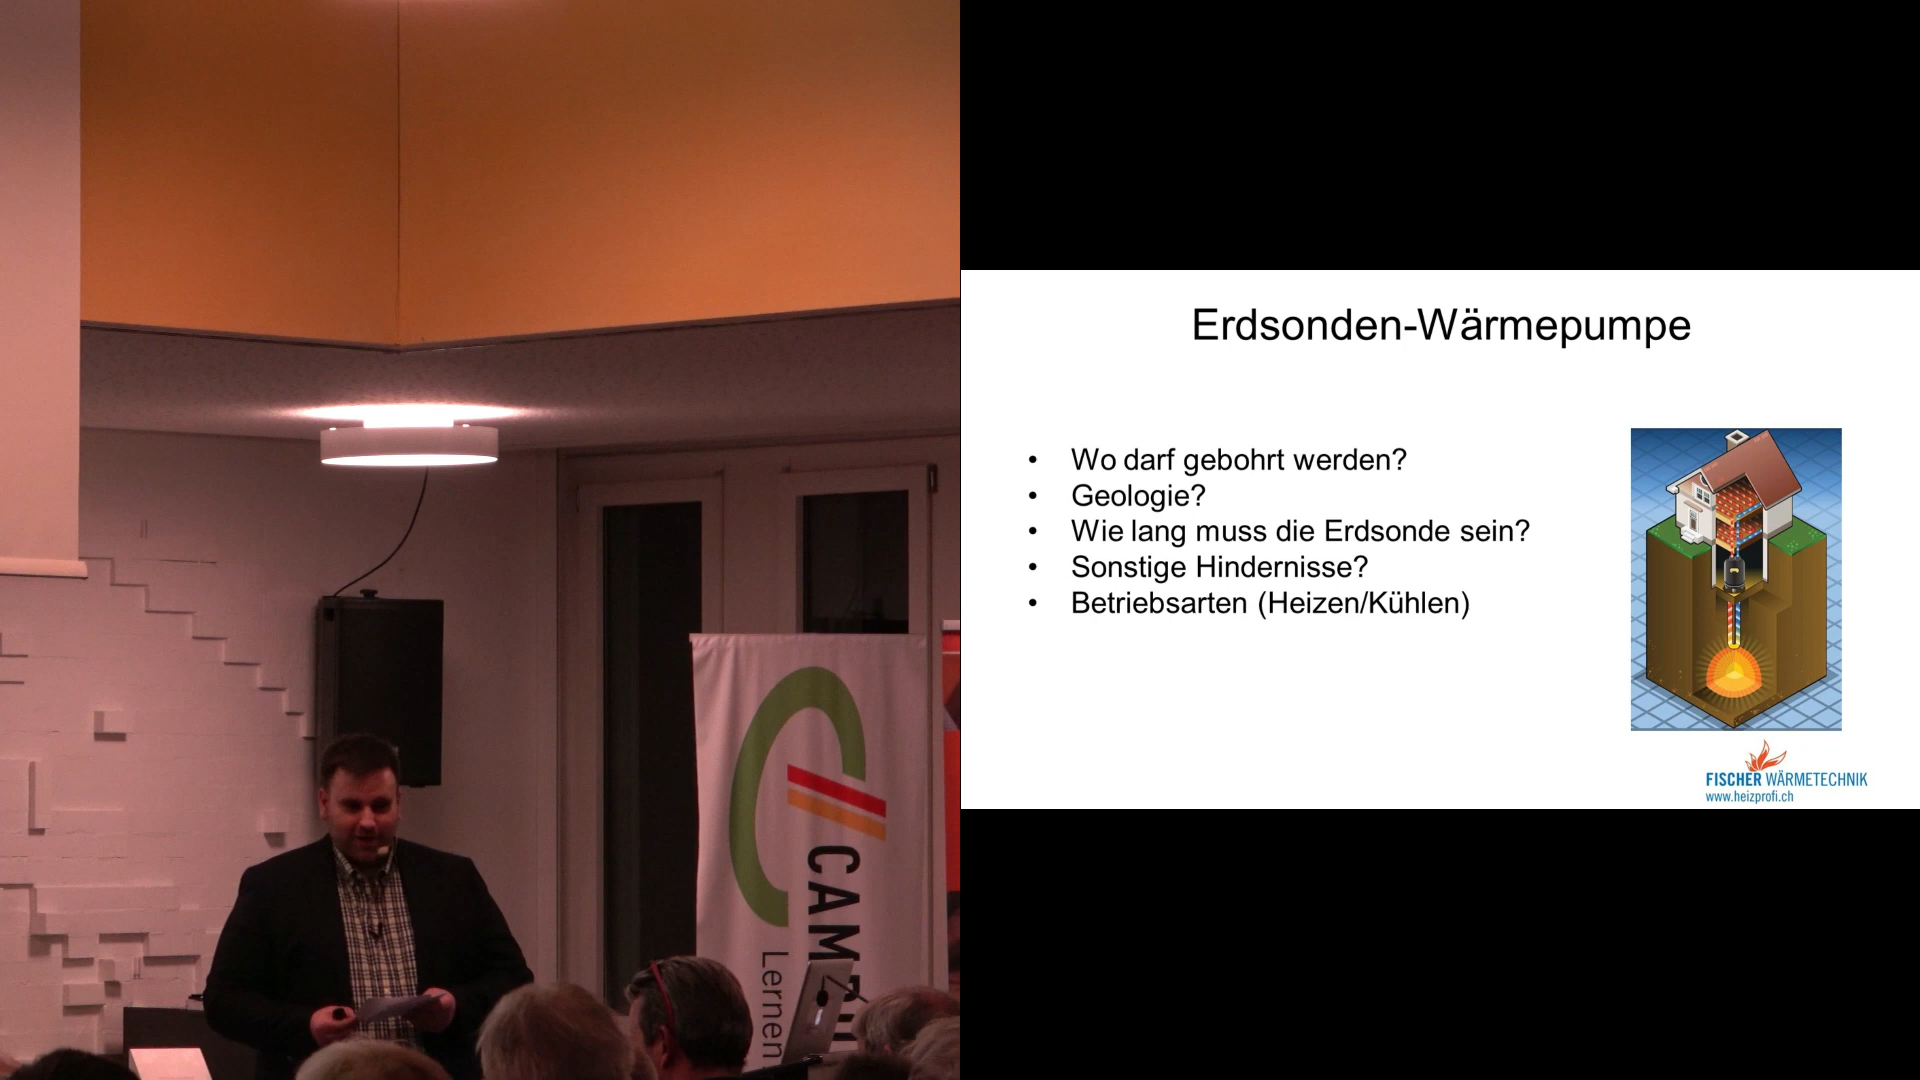 CAMPU
Lernen
Erdsonden-Wärmepumpe
• Wo darf gebohrt werden?
• Geologie?
• Wie lang muss die Erdsonde sein?
• Sonstige Hindernisse?
• Betriebsarten (Heizen/Kühlen)
FISCHER WÄRMETECHNIK
www.heizprofi.ch